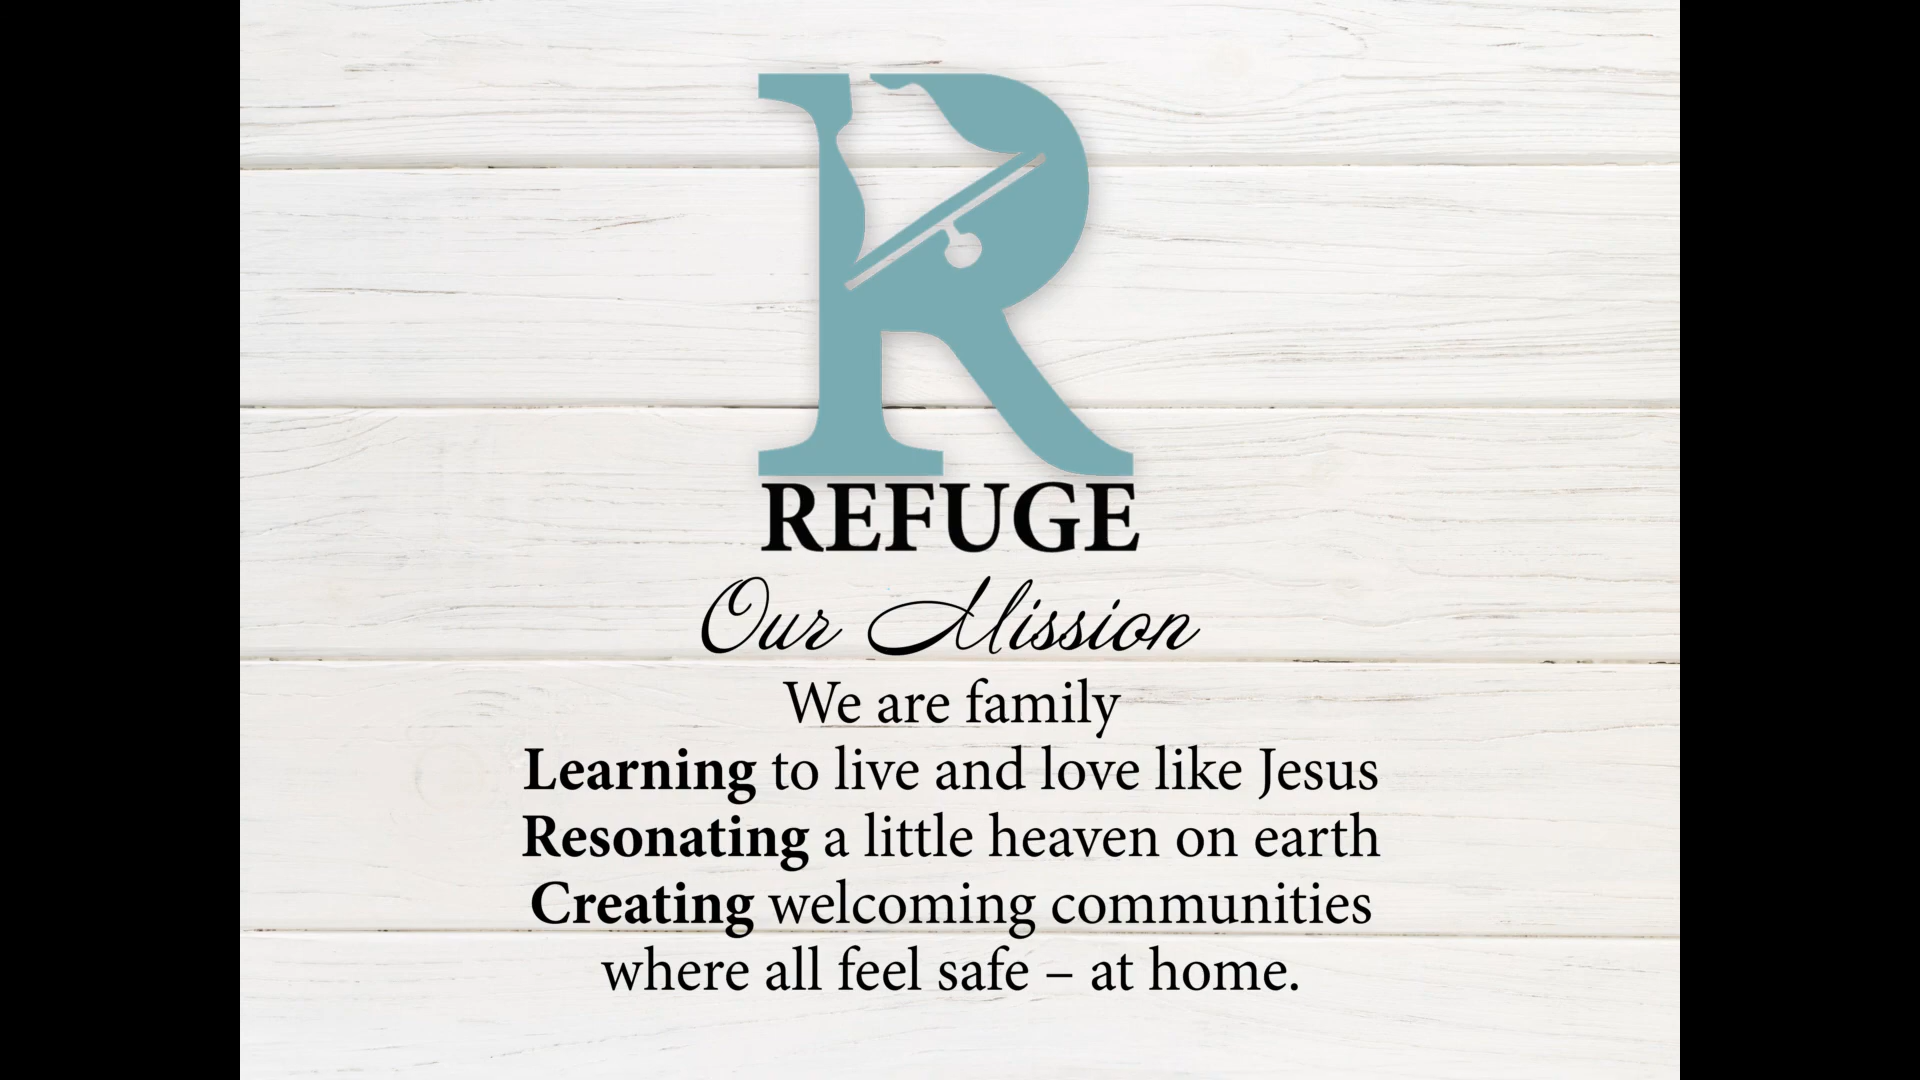 R
REFUGE
Our Mission
We are family
Learning to live and love like Jesus
Resonating a little heaven on earth
Creating welcoming communities
where all feel safe – at home.